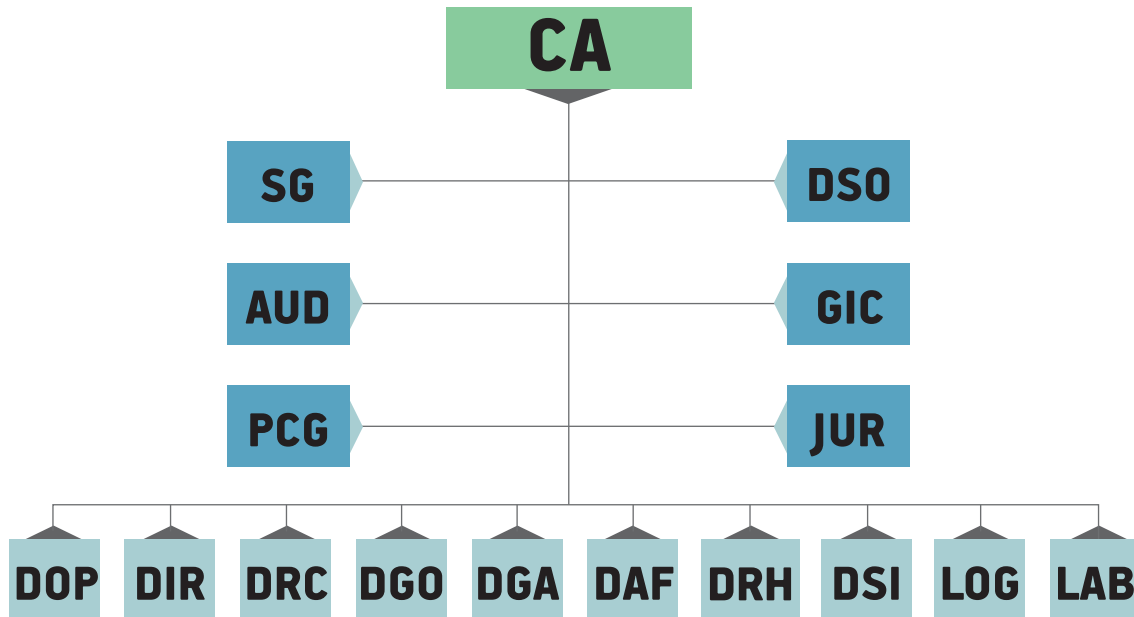 CA
SG
DSO
AUD
GIC
PCG
JUR
DOP
DIR
DRC
DGO
DGA
DAF
DRH
DSI
LOG
LAB